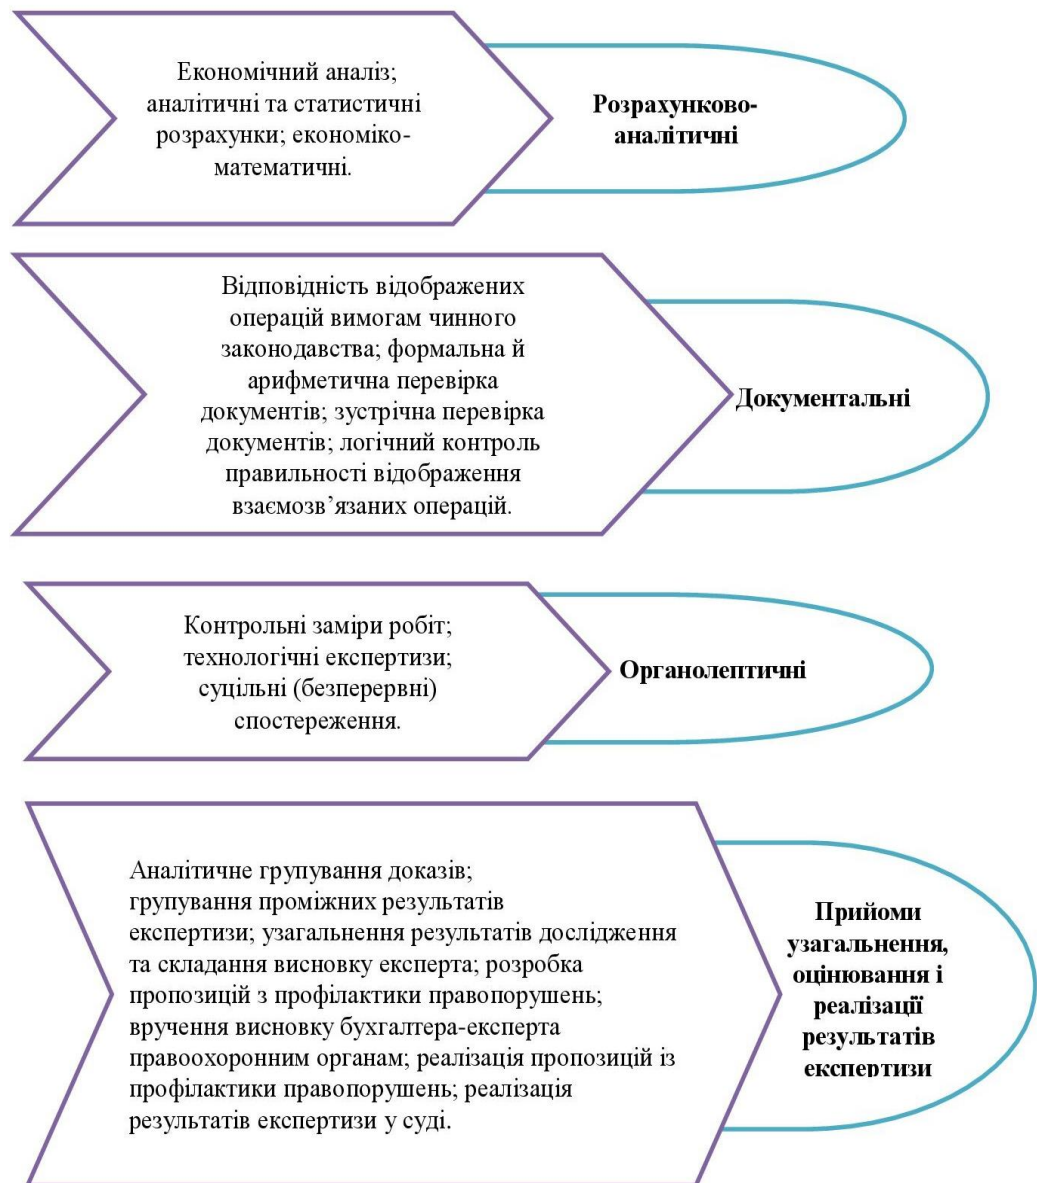 Економічний аналіз;
аналітичні та статистичні
розрахунки; економіко-
математичні.
Розрахунково-
аналітичні
Відповідність відображених
операцій вимогам чинного
законодавства; формальна й
арифметична перевірка
документів; зустрічна перевірка
документів; логічний контроль
правильності відображення
взаємозв’язаних операцій.
Документальні
Контрольні заміри робіт;
технологічні експертизи;
суцільні (безперервні)
спостереження.
Органолептичні
Аналітичне групування доказів;
групування проміжних результатів
експертизи; узагальнення результатів дослідження
та складання висновку експерта; розробка
пропозицій з профілактики правопорушень;
вручення висновку бухгалтера-експерта
правоохоронним органам; реалізація пропозицій із
профілактики правопорушень; реалізація
результатів експертизи у суді.
Прийоми
узагальнення,
оцінювання і
реалізації
результатів
експертизи